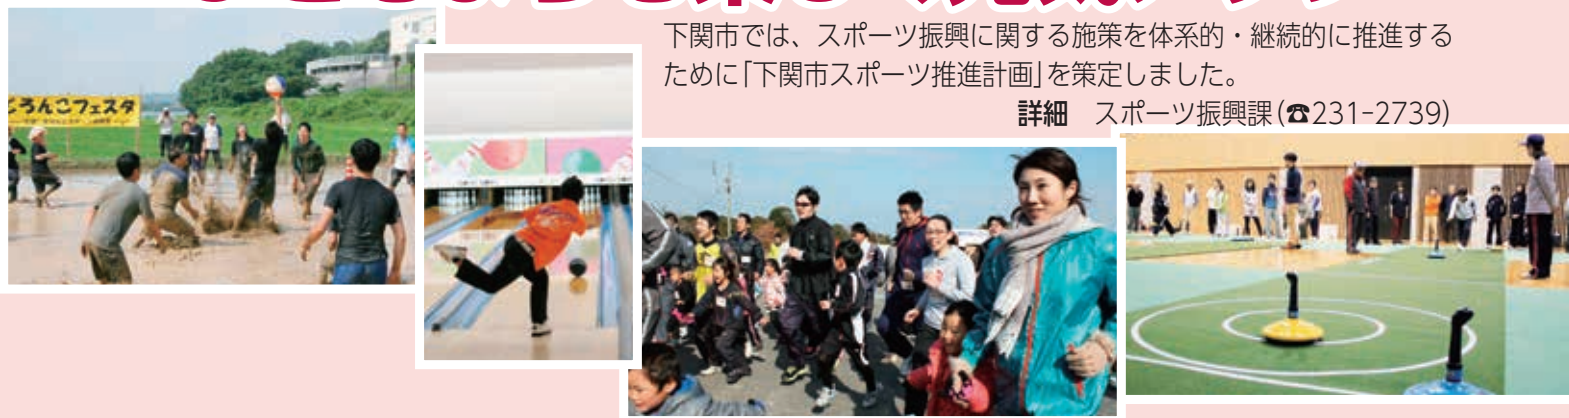 下関市では、スポーツ振興に関する施策を体系的・継続的に推進する
ために「下関市スポーツ推進計画」を策定しました。
詳細　スポーツ振興課(☎231-2739)
ろんこフェスタ